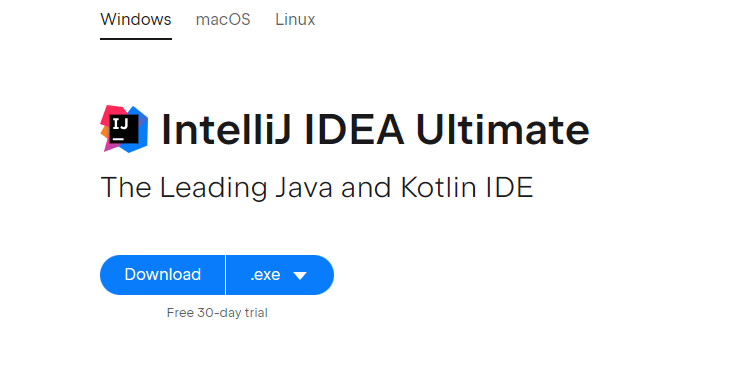 Windows macOS Linux
IJ
IntelliJ IDEA Ultimate
The Leading Java and Kotlin IDE
Download .exe
Free 30-day trial